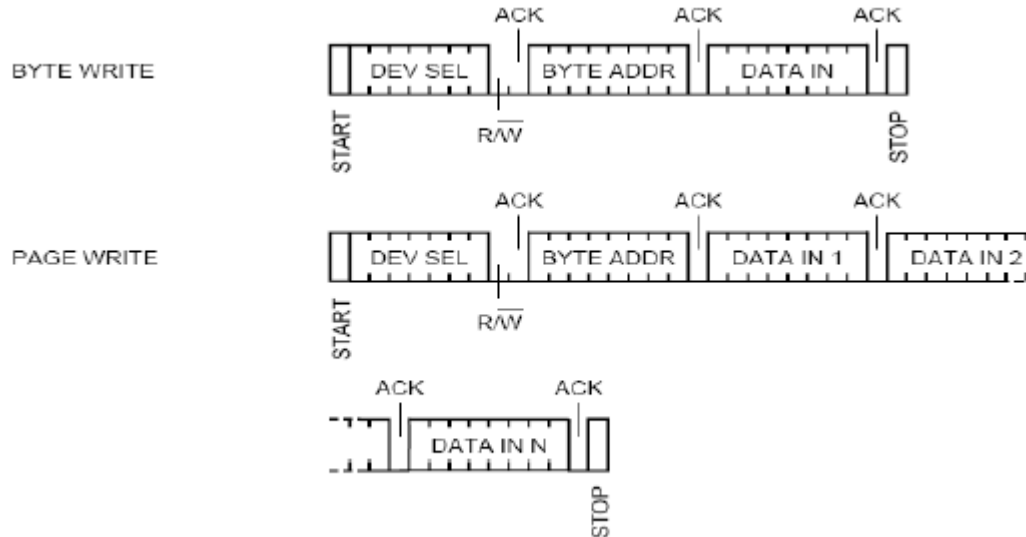 ACK ACK ACK
BYTE WRITE DEV SEL BYTE ADDR DATA IN
START R/W̅ STOP
ACK ACK ACK
PAGE WRITE DEV SEL BYTE ADDR DATA IN 1 DATA IN 2
START R/W̅
ACK ACK
DATA IN N
STOP